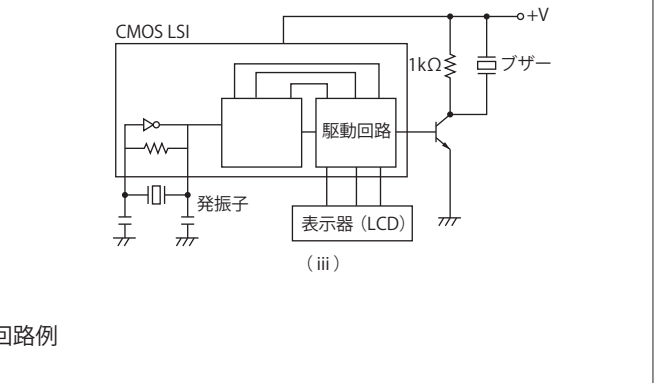 +V
CMOS LSI
1kΩ
ブザー
駆動回路
発振子
表示器（LCD）
（iii）
回路例